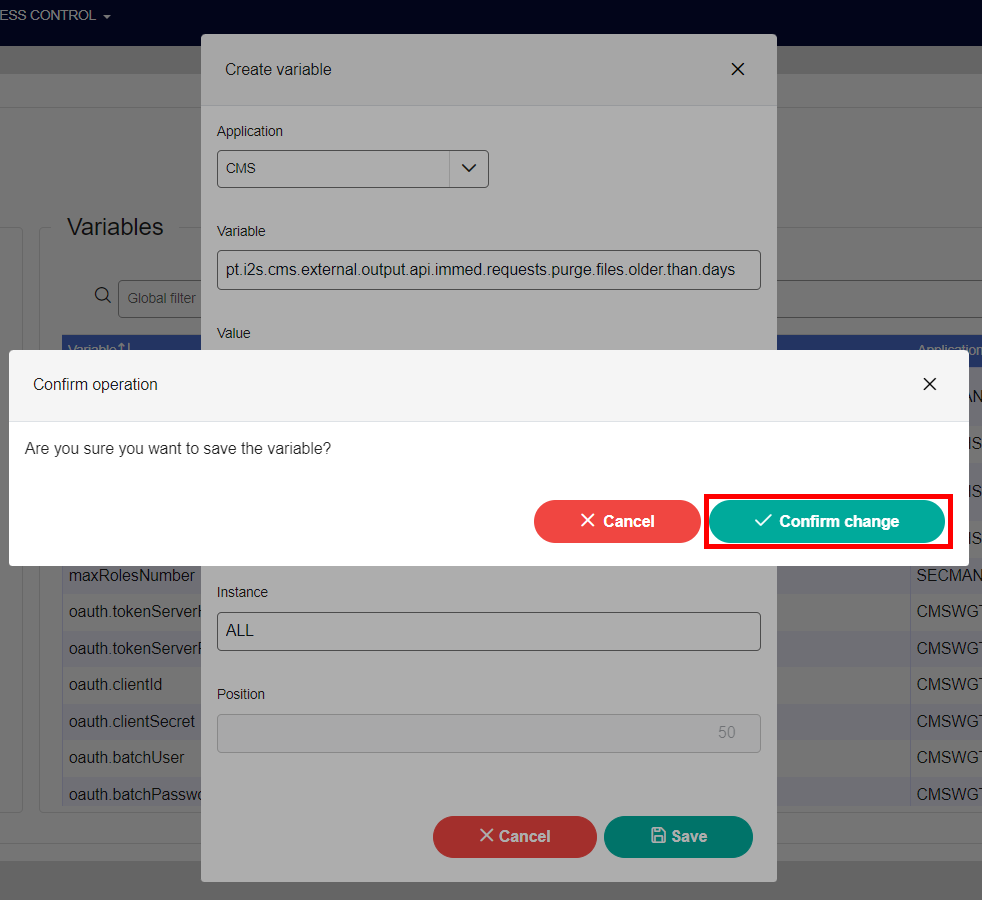 ESS CONTROL
Create variable
Application
CMS
Variable
Variables
pt.i2s.cms.external.output.api.immed.requests.purge.files.older.than.days
Global filter
Value
Confirm operation
Are you sure you want to save the variable?
Cancel
Confirm change
maxRolesNumber
SECMAN
Instance
oauth.tokenServer
CMSWGT
ALL
oauth.tokenServer
CMSWGT
oauth.clientId
CMSWGT
Position
oauth.clientSecret
CMSWGT
50
oauth.batchUser
CMSWGT
oauth.batchPasswo
CMSWGT
Cancel
Save